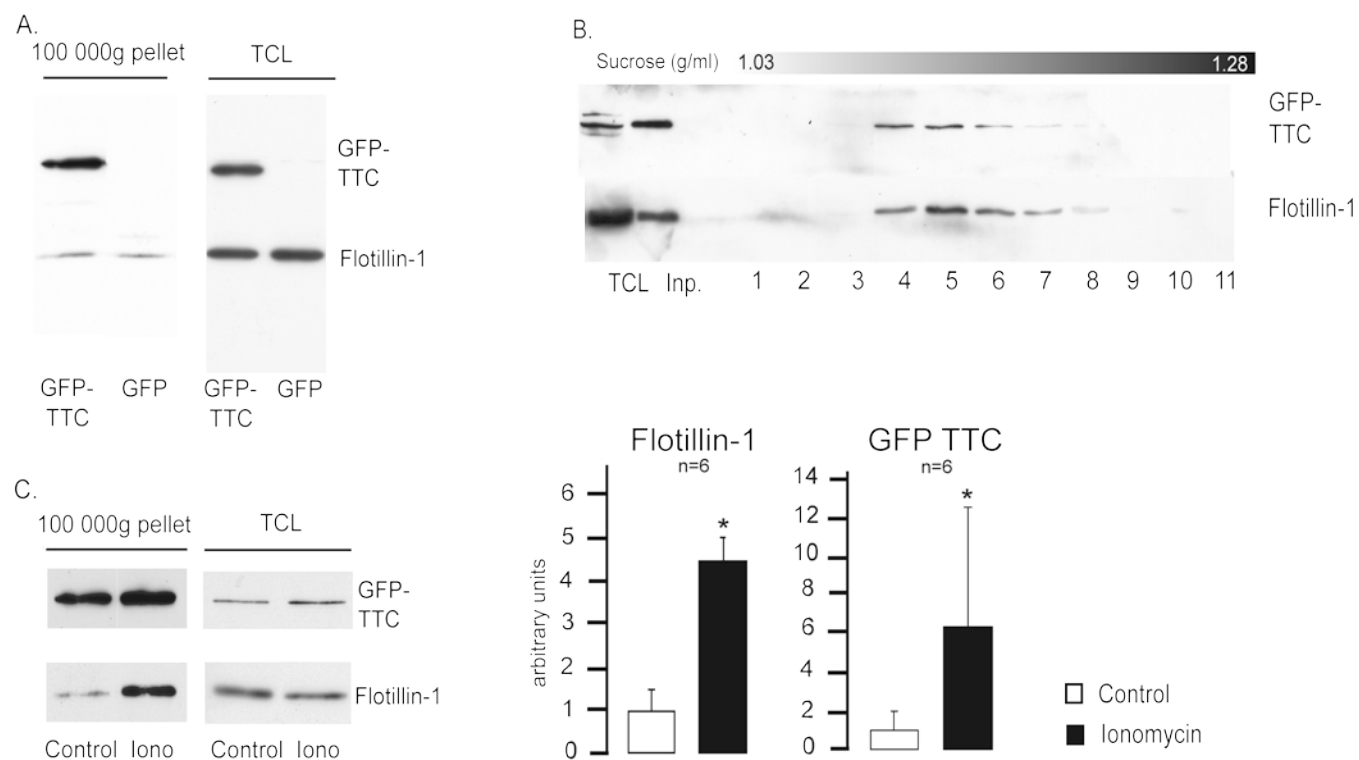 A.
100 000g pellet TCL
GFP-
TTC
Flotillin-1
GFP- GFP GFP- GFP
TTC TTC
B.
Sucrose (g/ml) 1.03 1.28
GFP-
TTC
Flotillin-1
TCL Inp. 1 2 3 4 5 6 7 8 9 10 11
C.
100 000g pellet TCL
GFP-
TTC
Flotillin-1
Control Iono Control Iono
Flotillin-1
n=6
arbitrary units
6
5
4
3
2
1
0
*
GFP TTC
n=6
14
12
10
8
6
4
2
0
*
Control
Ionomycin